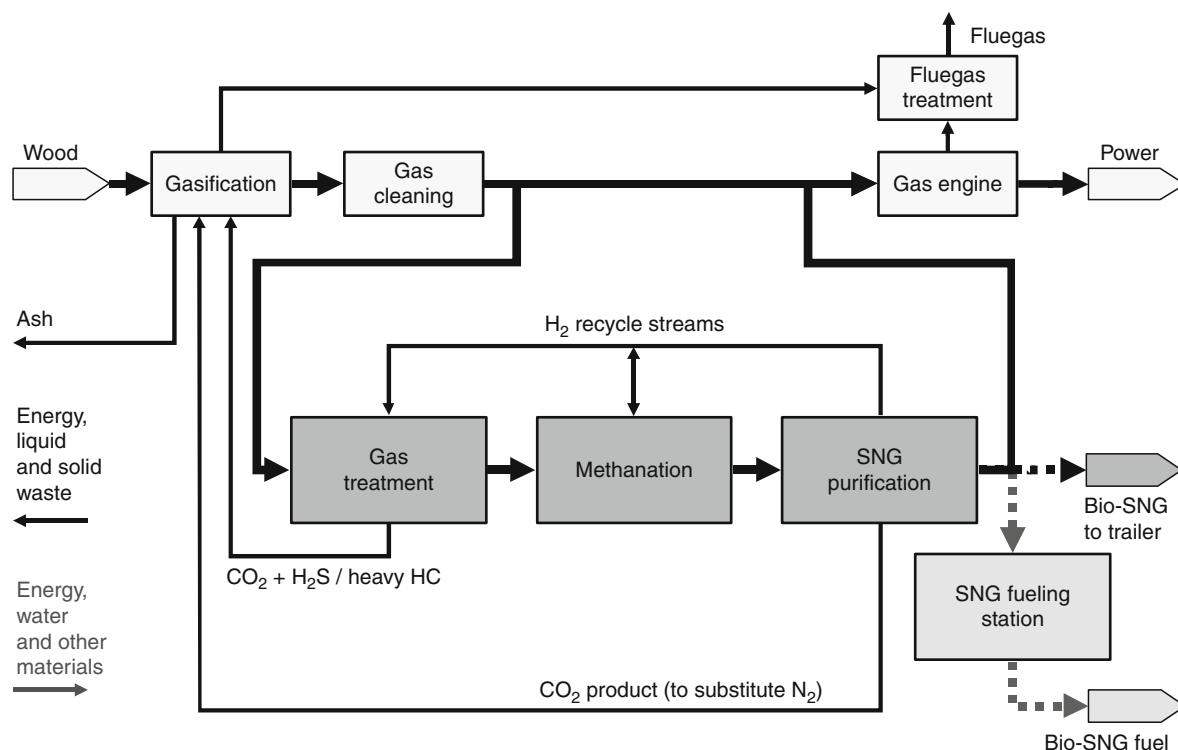 Fluegas
Fluegas
treatment
Wood
Gasification
Gas
cleaning
Gas engine
Power
Ash
H₂ recycle streams
Energy,
liquid
and solid
waste
Gas
treatment
Methanation
SNG
purification
Bio-SNG
to trailer
CO₂ + H₂S / heavy HC
Energy,
water
and other
materials
SNG fueling
station
CO₂ product (to substitute N₂)
Bio-SNG fuel